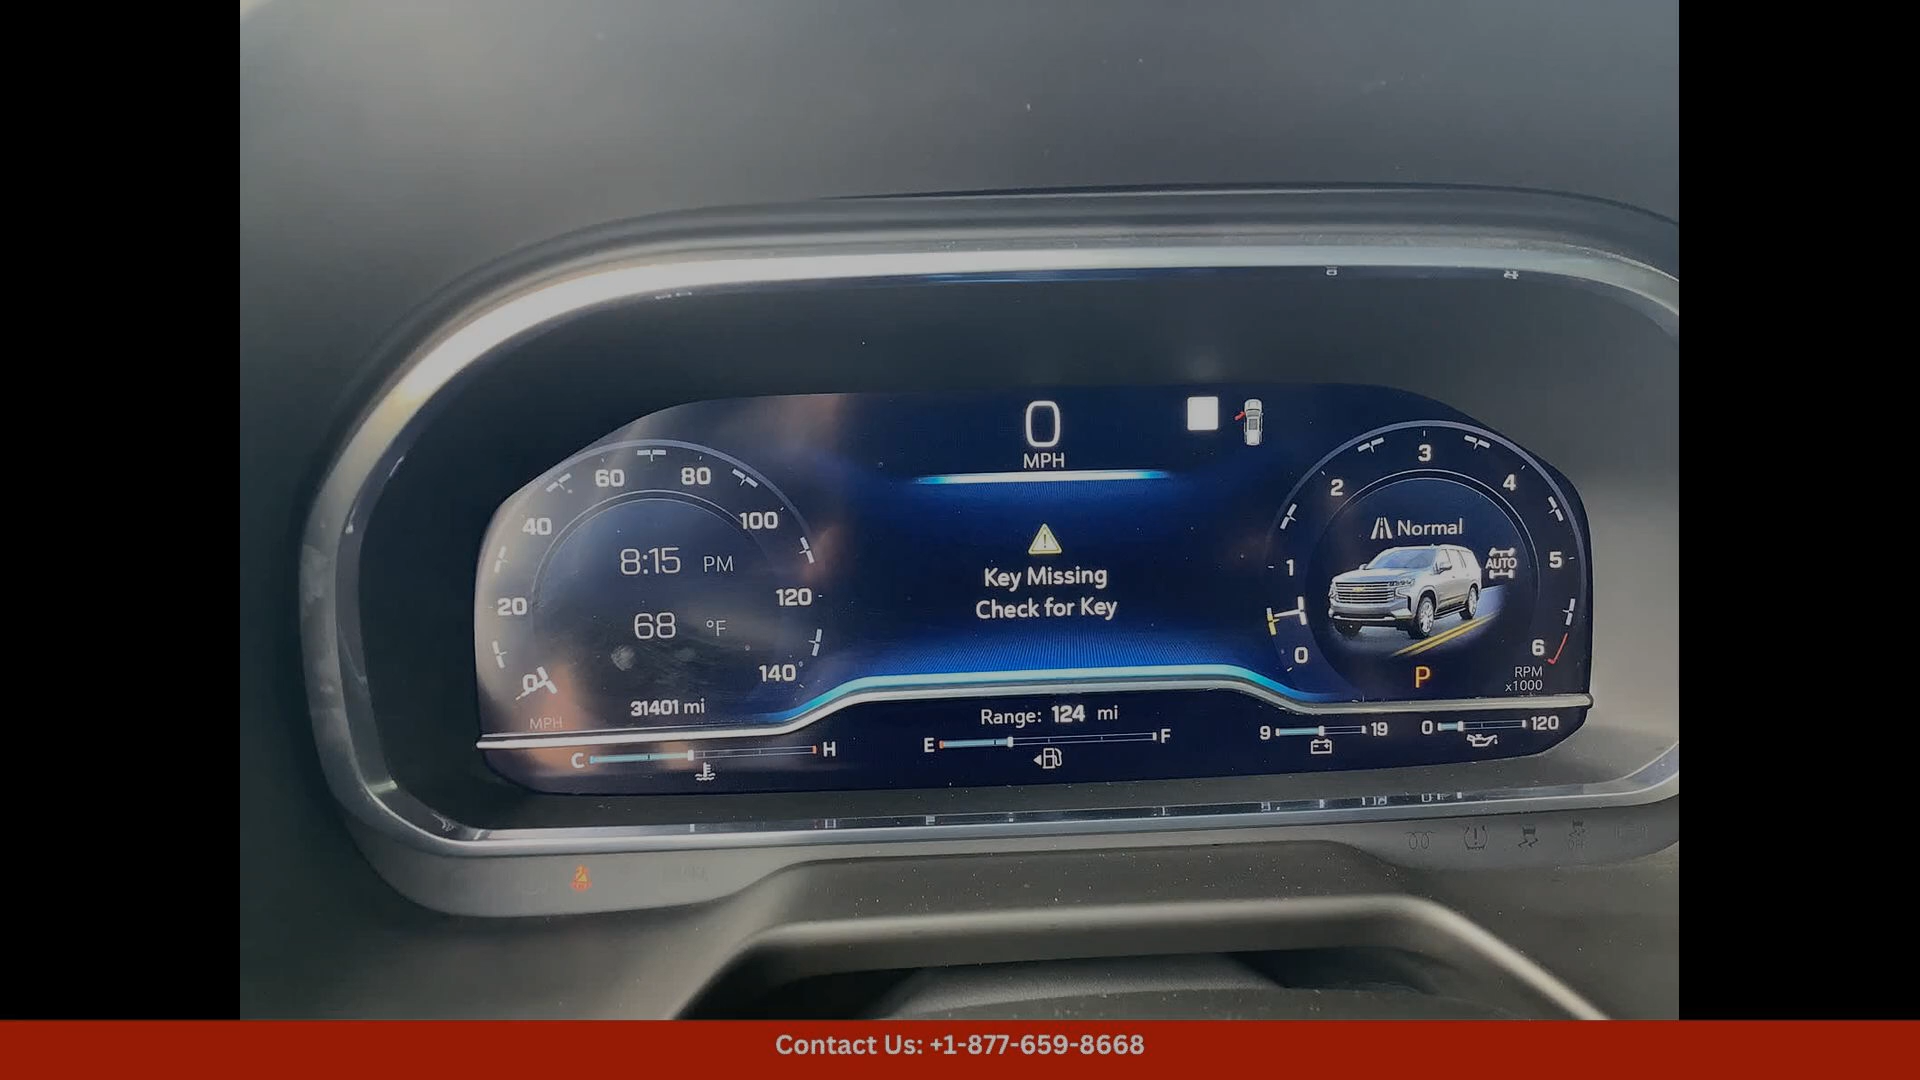 0
MPH
60
80
40
100
20
120
0
140
MPH
8:15 PM
68 °F
31401 mi
Key Missing
Check for Key
3
2
4
1
5
0
6
Normal
AUTO
P
RPM
x1000
Range: 124 mi
C
H
E
F
9
19
0
120
Contact Us: +1-877-659-8668